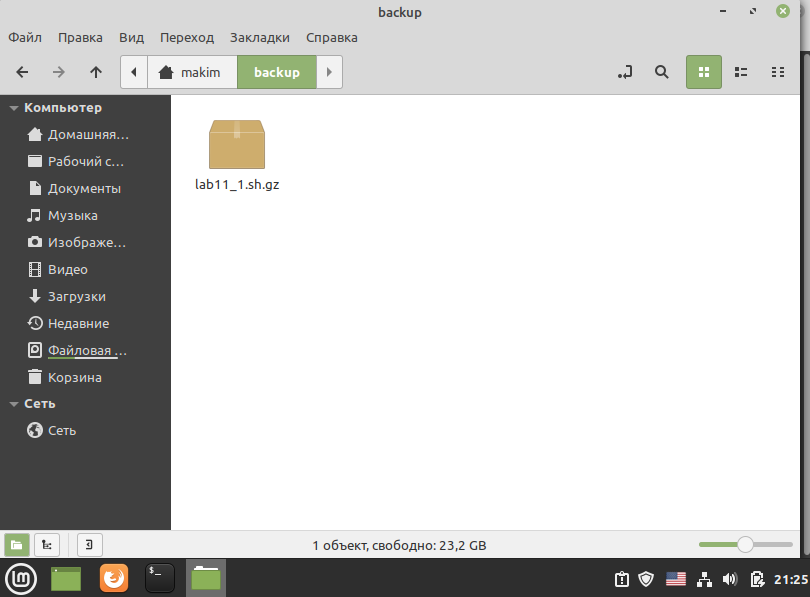 backup
Файл Правка Вид Переход Закладки Справка
makim backup
Компьютер
Домашняя...
Рабочий с...
Документы
Музыка
Изображе...
Видео
Загрузки
Недавние
Файловая ...
Корзина
Сеть
Сеть
lab11_1.sh.gz
1 объект, свободно: 23,2 GB
lm $_ 21:25